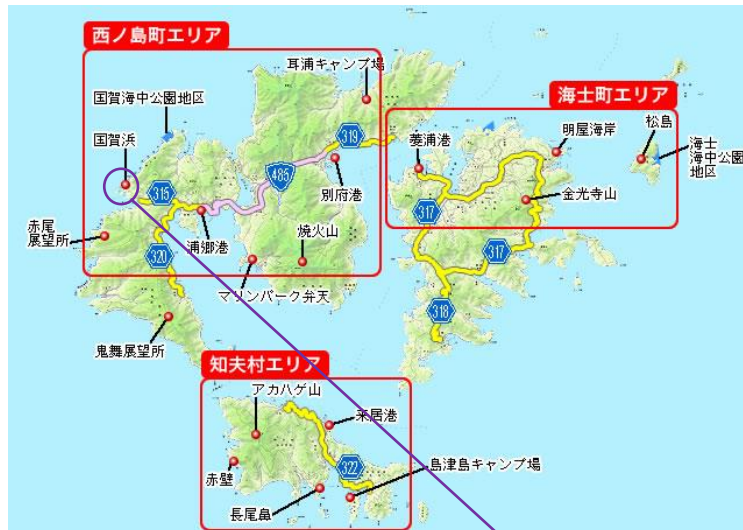 西ノ島町エリア
耳浦キャンプ場
国賀海中公園地区
国賀浜
319
485
別府港
315
浦郷港
焼火山
赤尾
展望所
320
マリンパーク弁天
鬼舞展望所
海士町エリア
菱浦港
明屋海岸
松島
海士
海中公園
地区
金光寺山
317
317
318
知夫村エリア
アカハゲ山
来居港
赤壁
322
島津島キャンプ場
長尾鼻